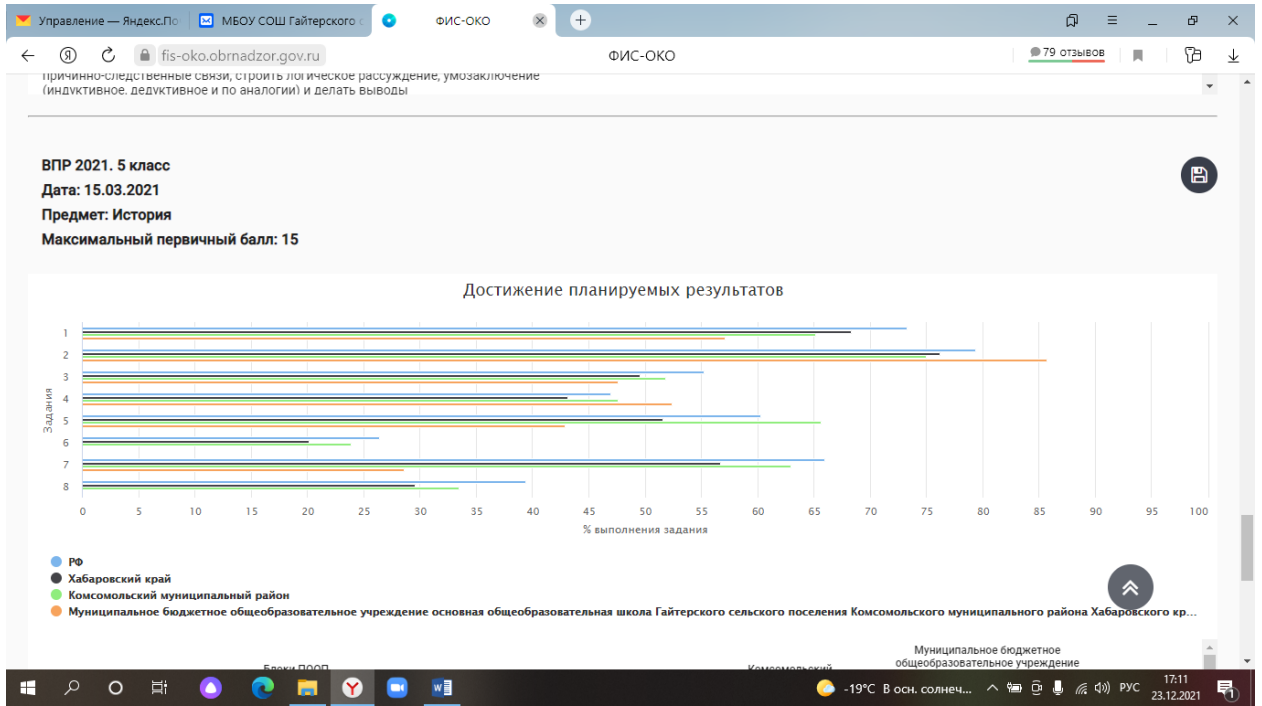 Управление — Яндекс.По
МБОУ СОШ Гайтерского с
ФИС-ОКО
fis-oko.obrnadzor.gov.ru
ФИС-ОКО
79 отзывов
причинно-следственные связи, строить логическое рассуждение, умозаключение
(индуктивное, дедуктивное и по аналогии) и делать выводы
ВПР 2021. 5 класс
Дата: 15.03.2021
Предмет: История
Максимальный первичный балл: 15
Достижение планируемых результатов
Задания
1
2
3
4
5
6
7
8
0 5 10 15 20 25 30 35 40 45 50 55 60 65 70 75 80 85 90 95 100
% выполнения задания
РФ
Хабаровский край
Комсомольский муниципальный район
Муниципальное бюджетное общеобразовательное учреждение основная общеобразовательная школа Гайтерского сельского поселения Комсомольского муниципального района Хабаровского кр...
Муниципальное бюджетное
Блоки ПООП
Комсомольский
общеобразовательное учреждение
-19°C В осн. солнеч...
РУС
17:11
23.12.2021
1